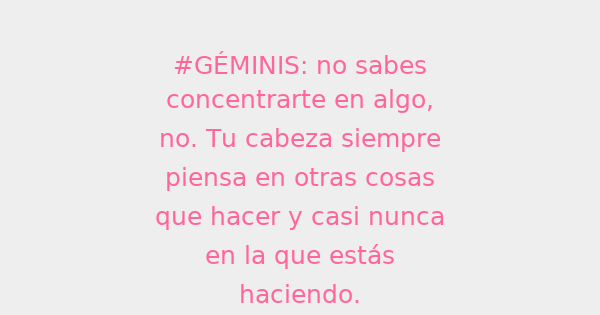 #GÉMINIS: no sabes
concentrarte en algo,
no. Tu cabeza siempre
piensa en otras cosas
que hacer y casi nunca
en la que estás
haciendo.